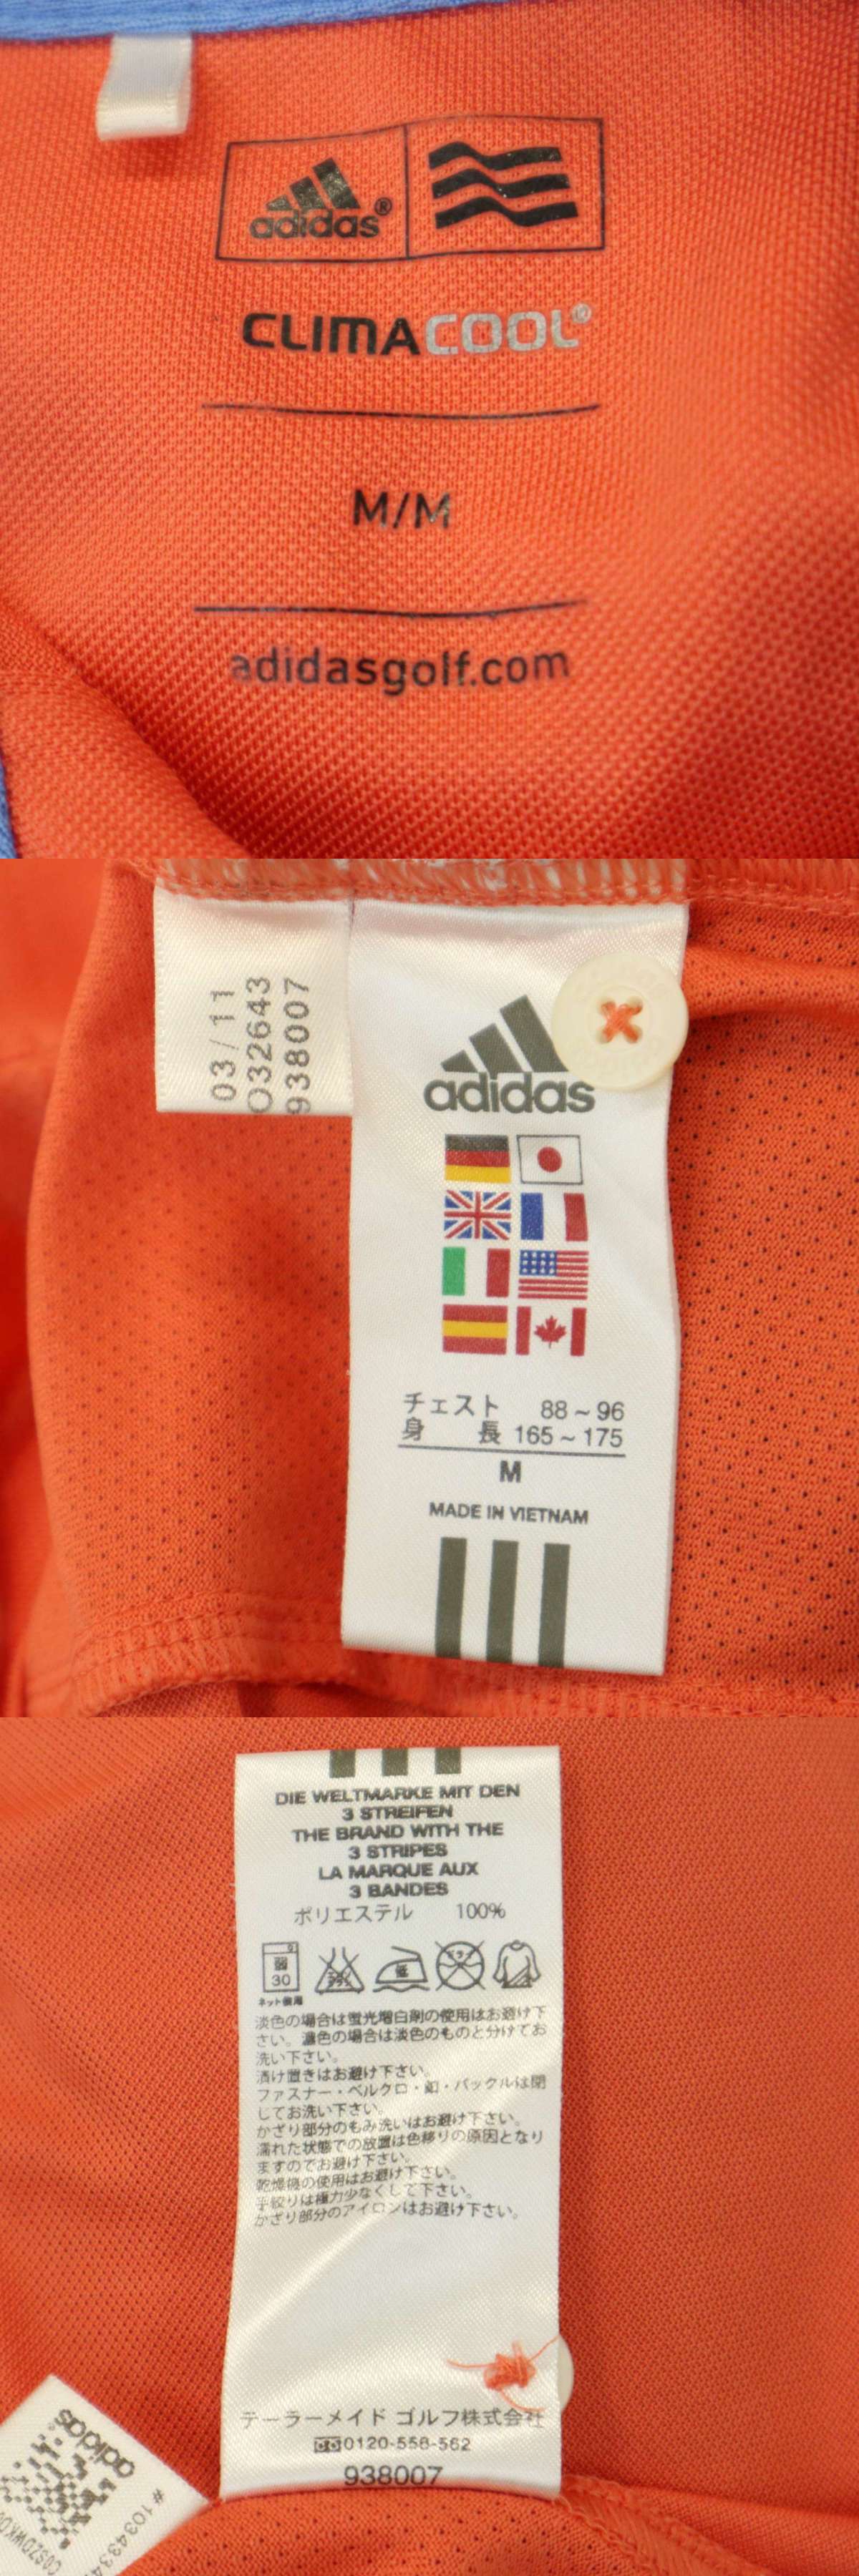 adidas®
CLIMACOOL®
M/M
adidasgolf.com
03/11
O32643
938007
adidas
チェスト 88~96
身 長 165~175
M
MADE IN VIETNAM
DIE WELTMARKE MIT DEN
3 STREIFEN
THE BRAND WITH THE
3 STRIPES
LA MARQUE AUX
3 BANDES
ポリエステル 100%
30
ネット使用
淡色の場合は蛍光増白剤の使用はお避け下
さい。濃色の場合は淡色のものと分けてお
洗い下さい。
漬け置きはお避け下さい。
ファスナー・ベルクロ・釦・バックルは閉
してお洗い下さい。
かざり部分のもみ洗いはお避け下さい。
濡れた状態での放置は色移りの原因となり
ますのでお避け下さい。
乾燥機の使用はお避け下さい。
手絞りは極力少なくして下さい。
かざり部分のアイロンはお避け下さい。
テーラーメイド ゴルフ株式会社
0120-558-562
938007
adidas